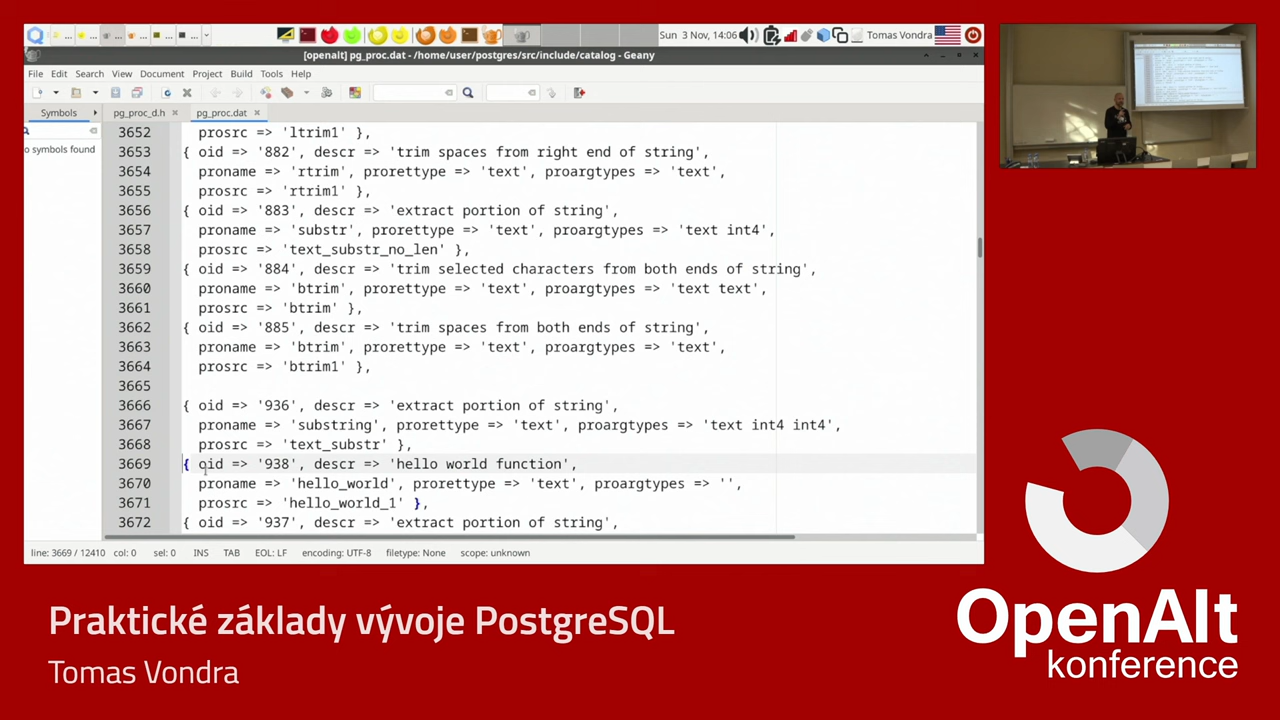 Sun 3 Nov, 14:06
Tomas Vondra
[openalt] pg_proc.dat - /home/user/postgres/src/include/catalog - Geany
File Edit Search View Document Project Build Tools Help
Symbols
pg_proc_d.h
pg_proc.dat
o symbols found
3652 prosrc => 'ltrim1' },
3653 { oid => '882', descr => 'trim spaces from right end of string',
3654 proname => 'rtrim', prorettype => 'text', proargtypes => 'text',
3655 prosrc => 'rtrim1' },
3656 { oid => '883', descr => 'extract portion of string',
3657 proname => 'substr', prorettype => 'text', proargtypes => 'text int4',
3658 prosrc => 'text_substr_no_len' },
3659 { oid => '884', descr => 'trim selected characters from both ends of string',
3660 proname => 'btrim', prorettype => 'text', proargtypes => 'text text',
3661 prosrc => 'btrim' },
3662 { oid => '885', descr => 'trim spaces from both ends of string',
3663 proname => 'btrim', prorettype => 'text', proargtypes => 'text',
3664 prosrc => 'btrim1' },
3665
3666 { oid => '936', descr => 'extract portion of string',
3667 proname => 'substring', prorettype => 'text', proargtypes => 'text int4 int4',
3668 prosrc => 'text_substr' },
3669 { oid => '938', descr => 'hello world function',
3670 proname => 'hello_world', prorettype => 'text', proargtypes => '',
3671 prosrc => 'hello_world_1' },
3672 { oid => '937', descr => 'extract portion of string',
line: 3669 / 12410 col: 0 sel: 0 INS TAB EOL: LF encoding: UTF-8 filetype: None scope: unknown
Praktické základy vývoje PostgreSQL
Tomas Vondra
OpenAlt
konference